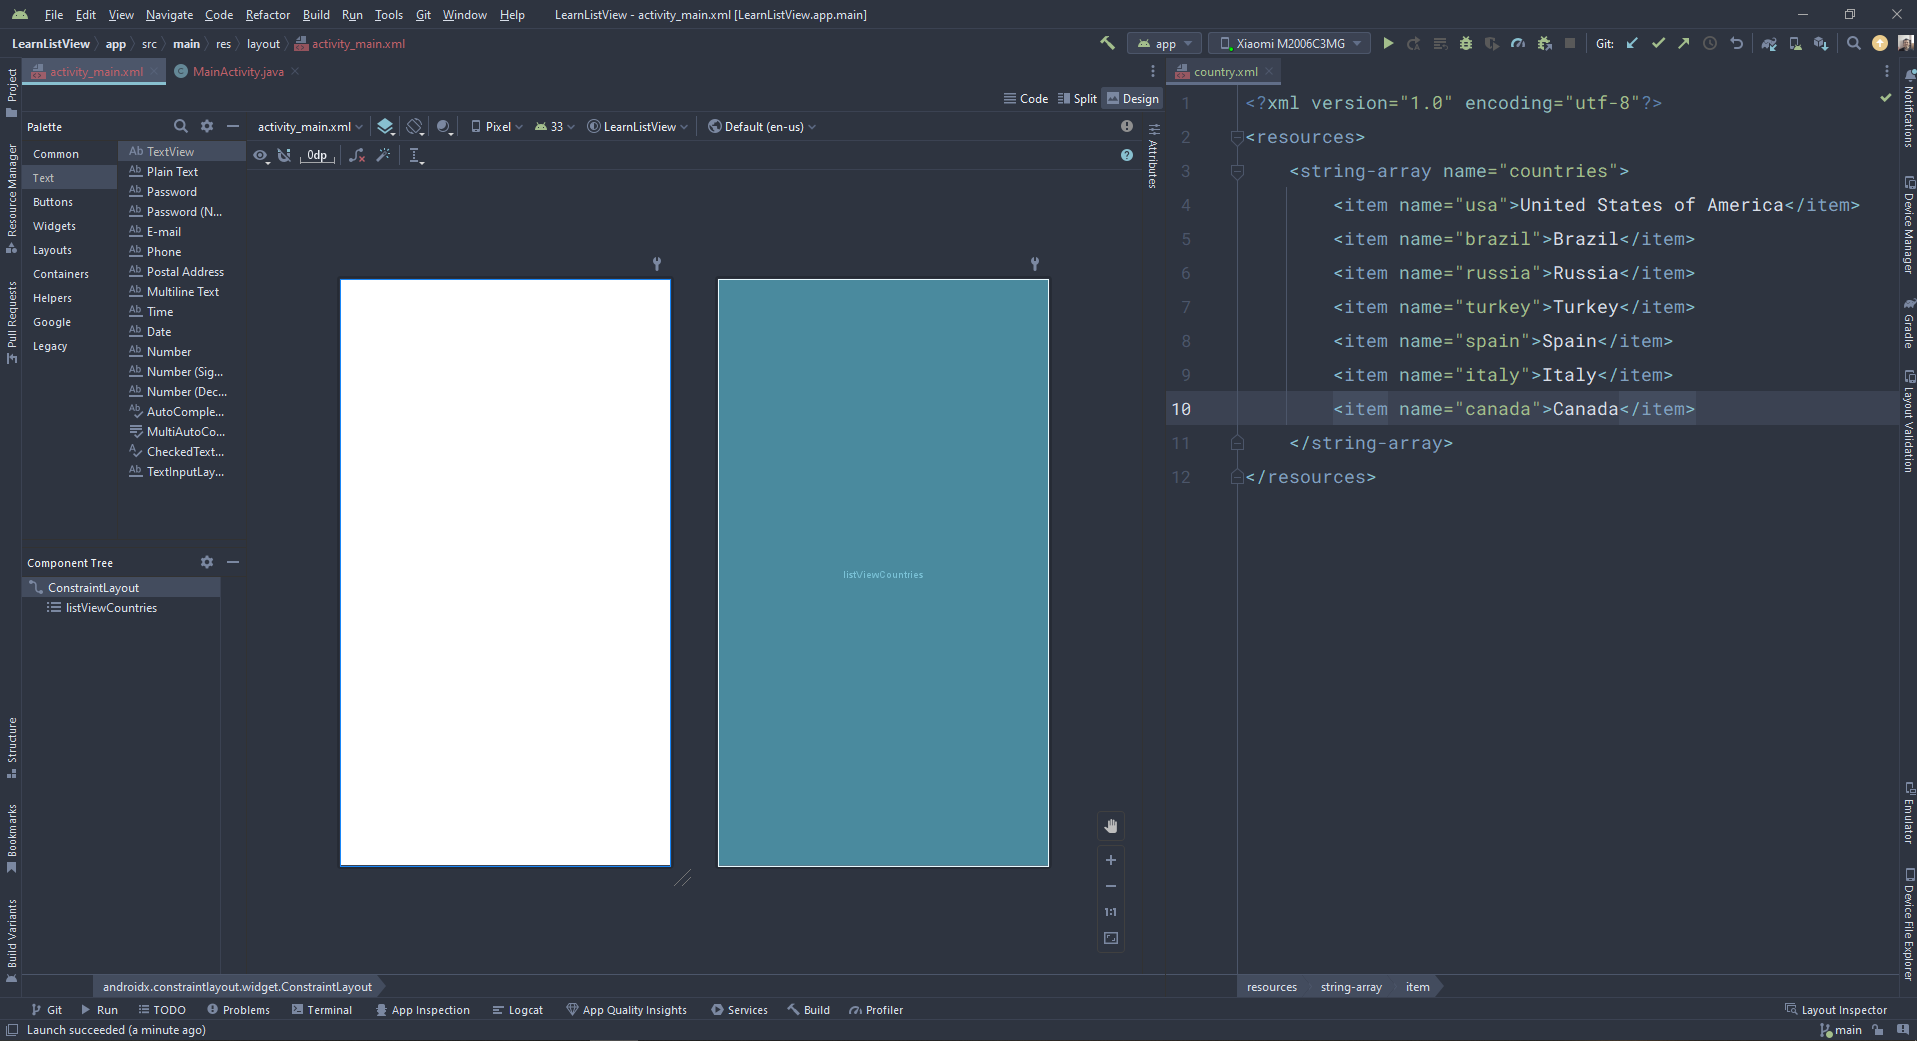 File Edit View Navigate Code Refactor Build Run Tools Git Window Help LearnListView - activity_main.xml [LearnListView.app.main]
LearnListView app src main res layout activity_main.xml
app Xiaomi M2006C3MG Git:
activity_main.xml MainActivity.java
country.xml
Code Split Design
Palette
activity_main.xml Pixel 33 LearnListView Default (en-us)
0dp
Common
Text
Buttons
Widgets
Layouts
Containers
Helpers
Google
Legacy
Ab TextView
Ab Plain Text
Ab Password
Ab Password (N...
Ab E-mail
Ab Phone
Ab Postal Address
Ab Multiline Text
Ab Time
Ab Date
Ab Number
Ab Number (Sig...
Ab Number (Dec...
Ab AutoComple...
MultiAutoCo...
A CheckedText...
Ab TextInputLay...
Component Tree
ConstraintLayout
listViewCountries
listViewCountries
1:1
Attributes
1 <?xml version="1.0" encoding="utf-8"?>
2 <resources>
3 <string-array name="countries">
4 <item name="usa">United States of America</item>
5 <item name="brazil">Brazil</item>
6 <item name="russia">Russia</item>
7 <item name="turkey">Turkey</item>
8 <item name="spain">Spain</item>
9 <item name="italy">Italy</item>
10 <item name="canada">Canada</item>
11 </string-array>
12 </resources>
Project
Resource Manager
Pull Requests
Structure
Bookmarks
Build Variants
Notifications
Device Manager
Gradle
Layout Validation
Emulator
Device File Explorer
androidx.constraintlayout.widget.ConstraintLayout
resources string-array item
Git Run TODO Problems Terminal App Inspection Logcat App Quality Insights Services Build Profiler Layout Inspector
Launch succeeded (a minute ago) main